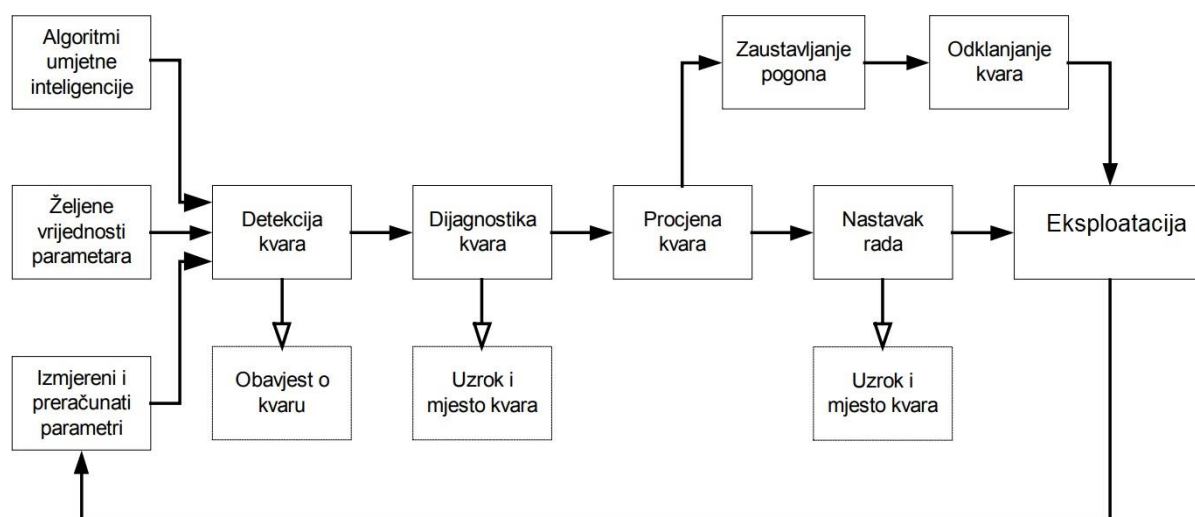 Algoritmi
umjetne
inteligencije
Zaustavljanje
pogona
Odklanjanje
kvara
Željene
vrijednosti
parametara
Detekcija
kvara
Dijagnostika
kvara
Procjena
kvara
Nastavak
rada
Eksploatacija
Izmjereni i
preračunati
parametri
Obavjest o
kvaru
Uzrok i
mjesto kvara
Uzrok i
mjesto kvara